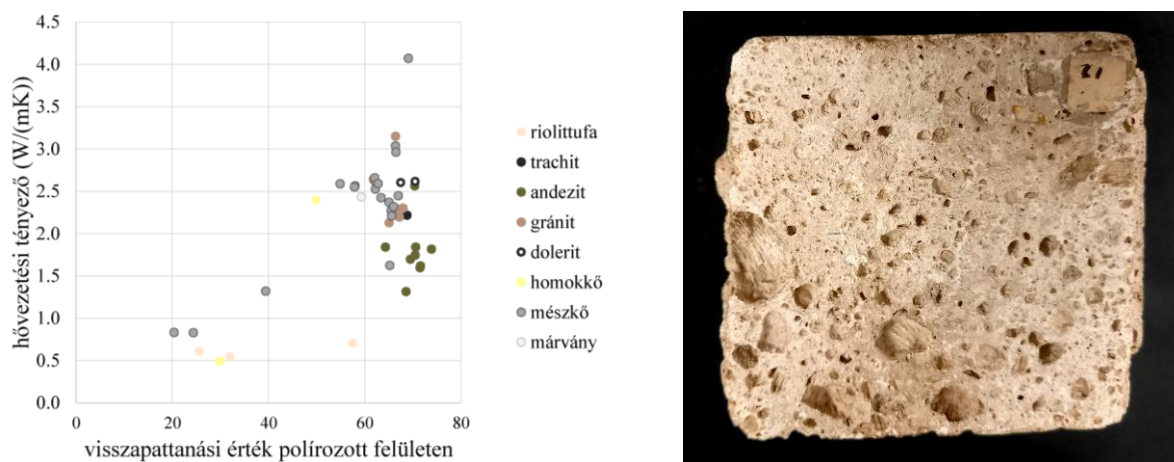 4.5
4.0
3.5
3.0
2.5
2.0
1.5
1.0
0.5
0.0
hővezetési tényező (W/(mK)
0 20 40 60 80
visszapattanási érték polírozott felületen
riolittufa
trachit
andezit
gránit
dolerit
homokkő
mészkő
márvány
21